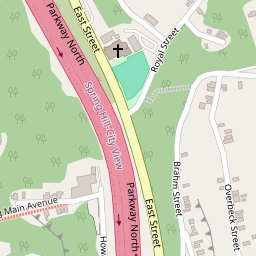 East Street
Parkway North
Royal Street
Spring Hill-City View
Main Avenue
Brahm Street
Overbeck Street
Parkway North
East Street